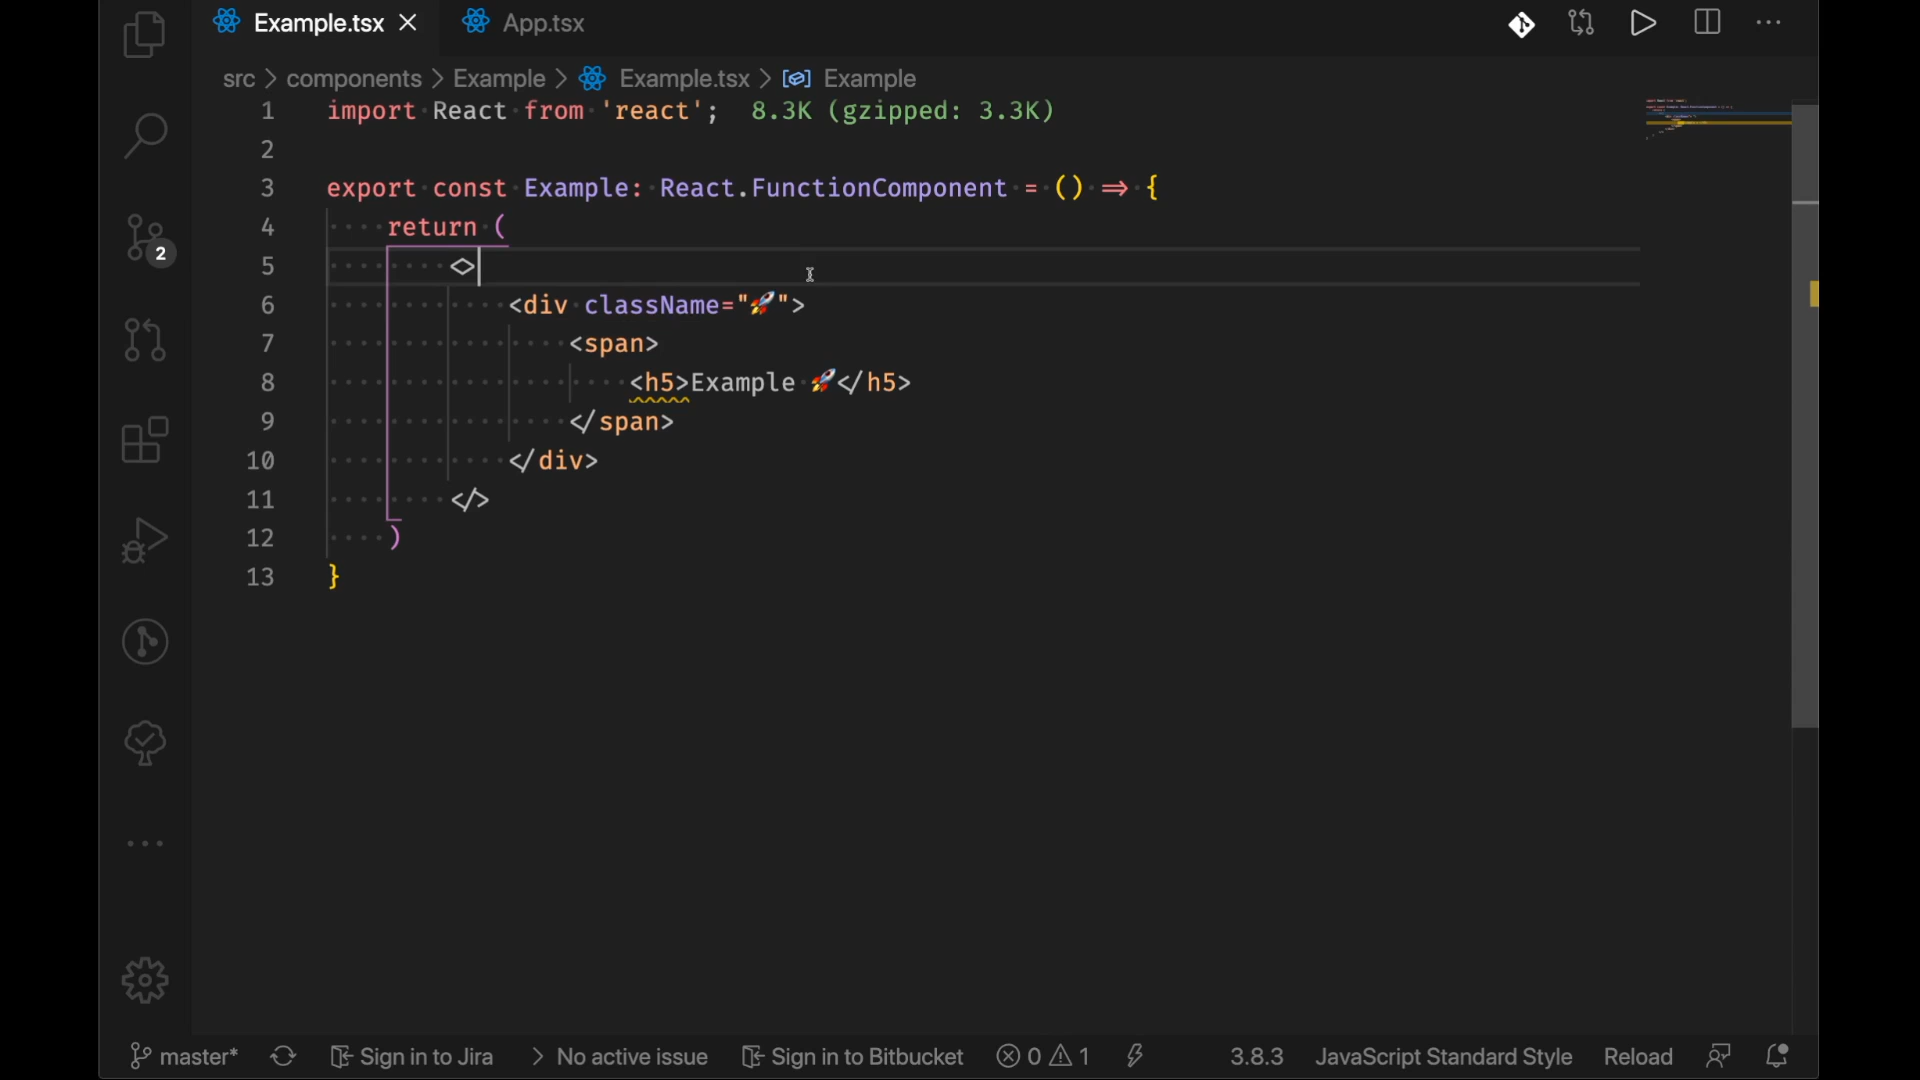 Example.tsx App.tsx
src > components > Example > Example.tsx > Example
1 import React from 'react'; 8.3K (gzipped: 3.3K)
2
3 export const Example: React.FunctionComponent = () => {
4     return (
5         <>
6             <div className="🚀">
7                 <span>
8                     <h5>Example 🚀</h5>
9                 </span>
10             </div>
11         </>
12     )
13 }
2
master* Sign in to Jira > No active issue Sign in to Bitbucket 0 1 3.8.3 JavaScript Standard Style Reload